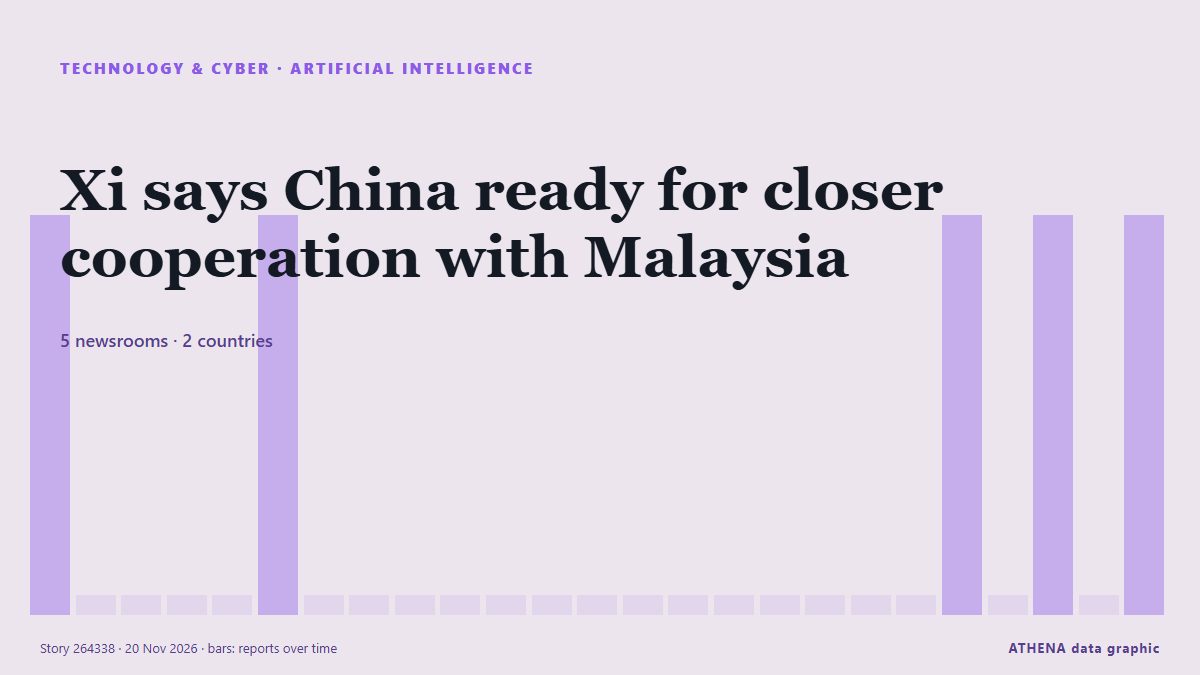 TECHNOLOGY & CYBER · ARTIFICIAL INTELLIGENCE
Xi says China ready for closer
cooperation with Malaysia
5 newsrooms · 2 countries
Story 264338 · 20 Nov 2026 · bars: reports over time
ATHENA data graphic